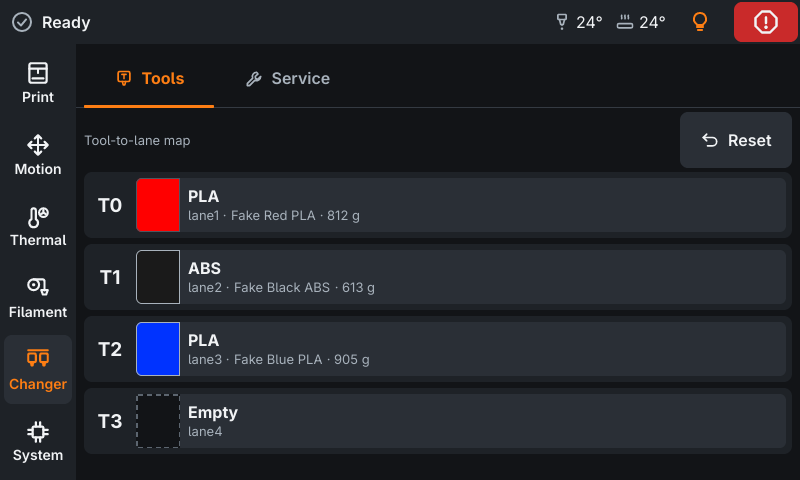 Ready
24°
24°
Print
Motion
Thermal
Filament
Changer
System
Tools
Service
Tool-to-lane map
Reset
T0
PLA
lane1 · Fake Red PLA · 812 g
T1
ABS
lane2 · Fake Black ABS · 613 g
T2
PLA
lane3 · Fake Blue PLA · 905 g
T3
Empty
lane4